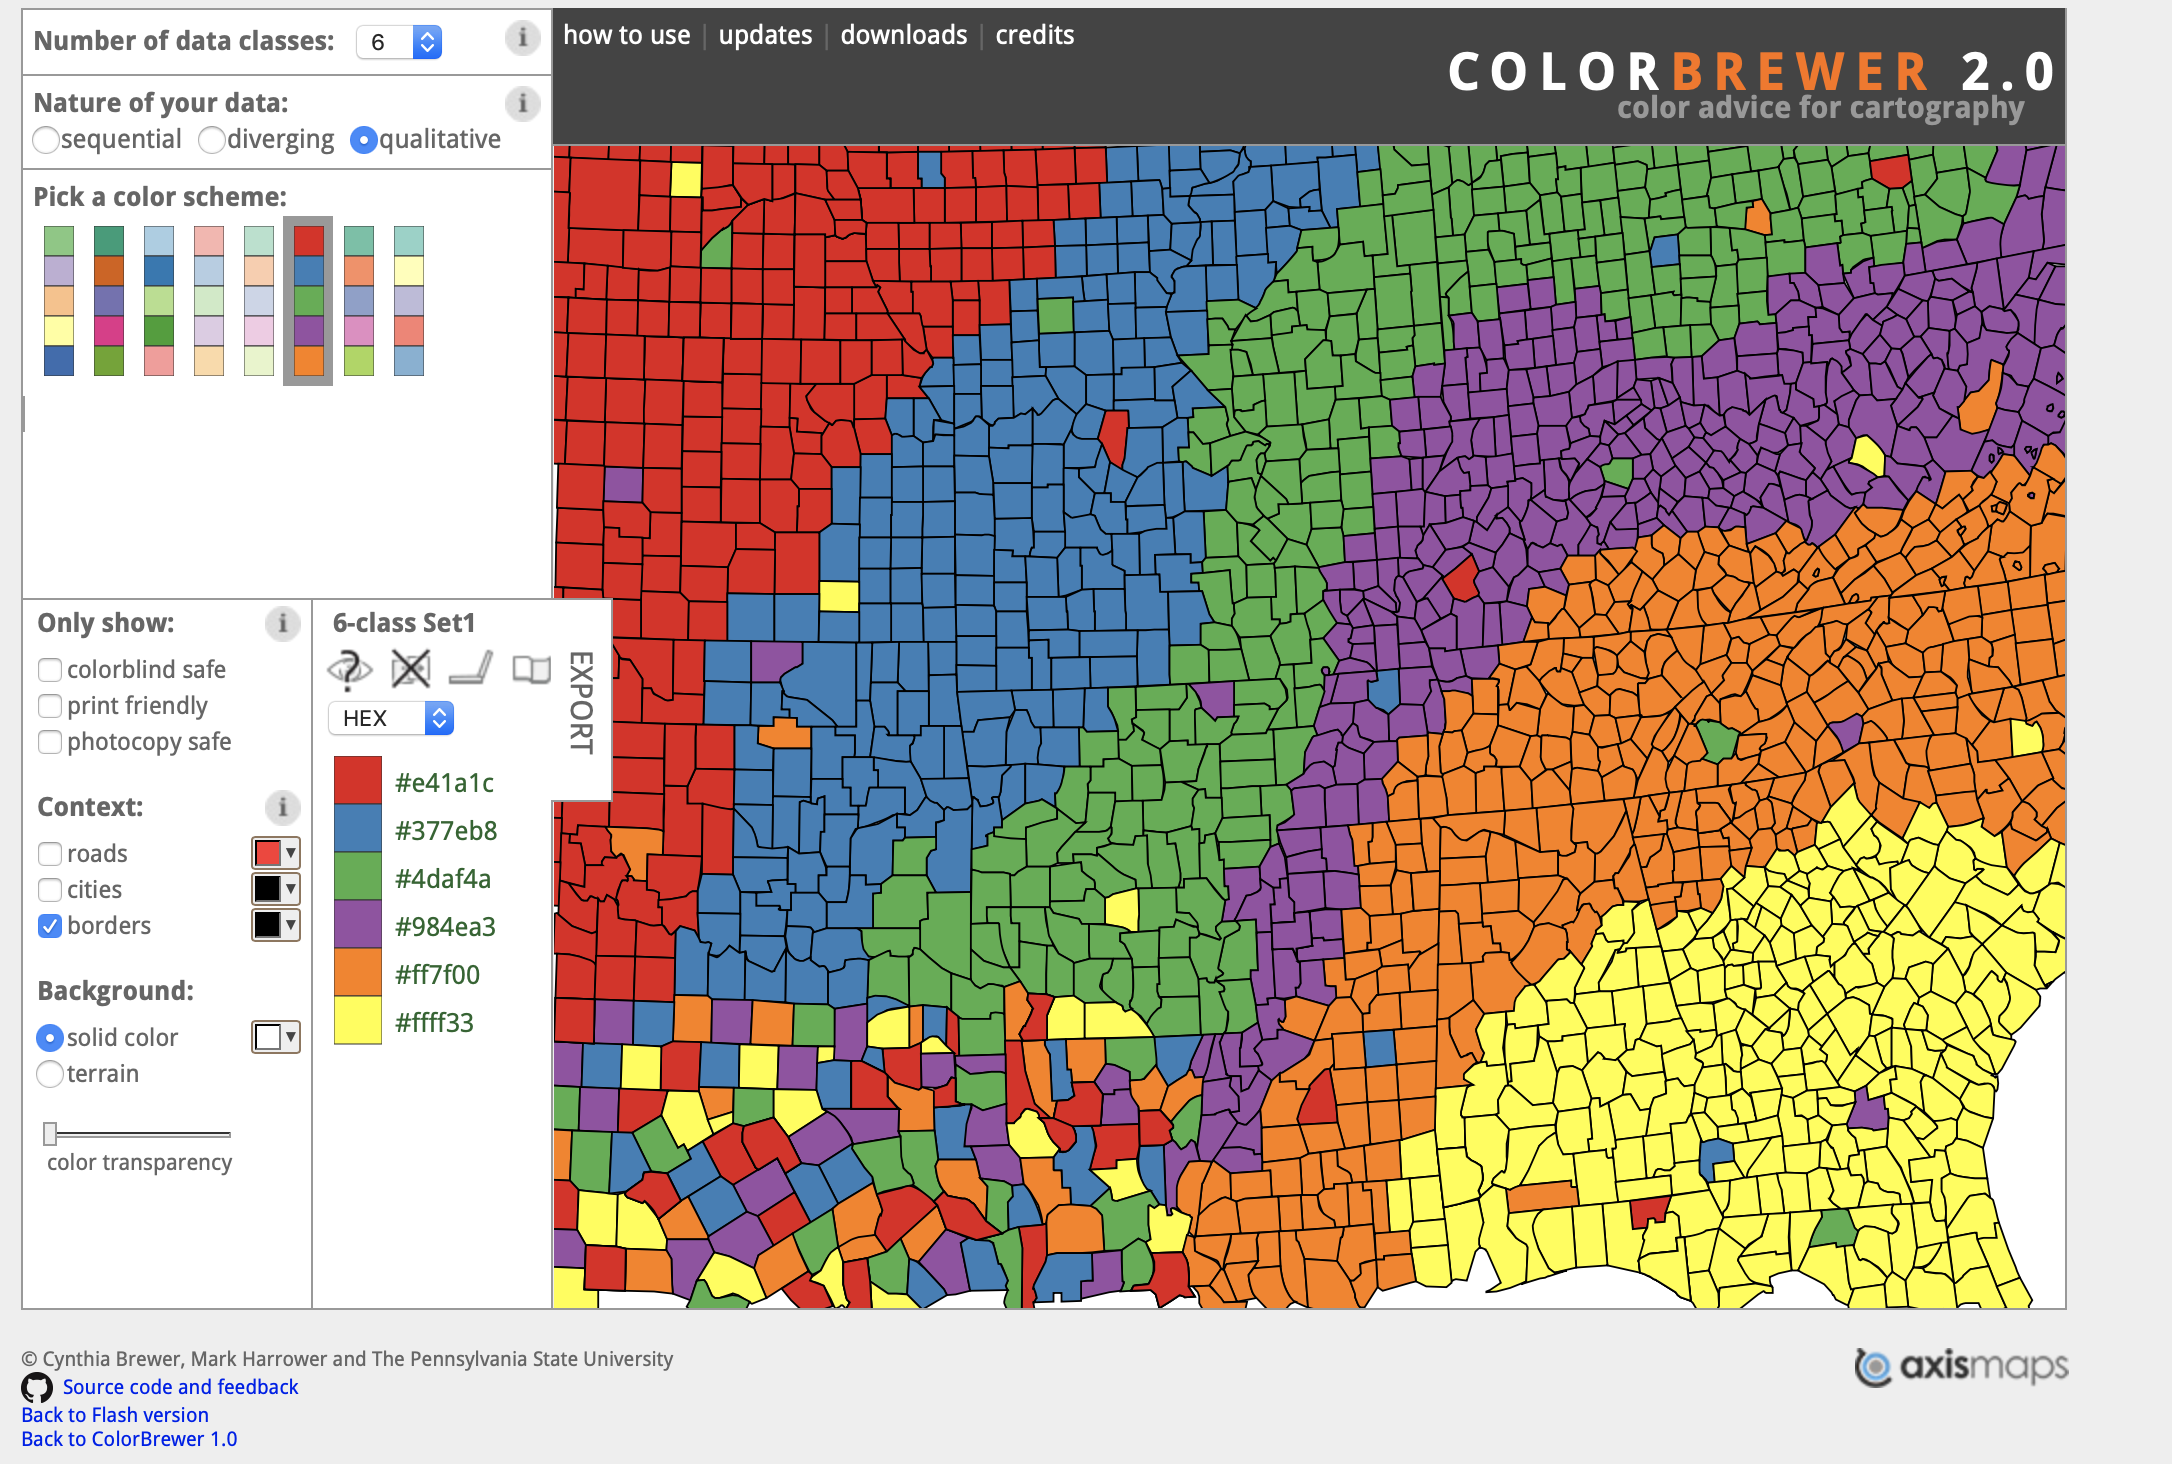 Number of data classes: 6
how to use | updates | downloads | credits
COLORBREWER 2.0
color advice for cartography
Nature of your data:
sequential diverging qualitative
Pick a color scheme:
Only show:
colorblind safe
print friendly
photocopy safe
Context:
roads
cities
borders
Background:
solid color
terrain
color transparency
6-class Set1
HEX
#e41a1c
#377eb8
#4daf4a
#984ea3
#ff7f00
#ffff33
EXPORT
© Cynthia Brewer, Mark Harrower and The Pennsylvania State University
Source code and feedback
Back to Flash version
Back to ColorBrewer 1.0
axismaps